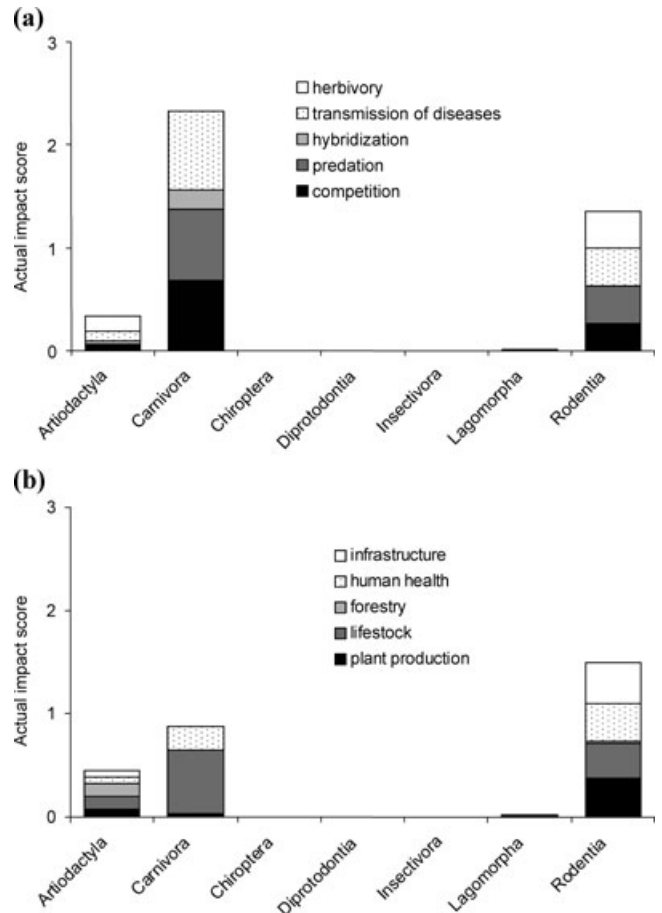 (a)
3
2
1
0
Actual impact score
herbivory
transmission of diseases
hybridization
predation
competition
Artiodactyla
Carnivora
Chiroptera
Diprotodontia
Insectivora
Lagomorpha
Rodentia
(b)
3
2
1
0
Actual impact score
infrastructure
human health
forestry
lifestock
plant production
Artiodactyla
Carnivora
Chiroptera
Diprotodontia
Insectivora
Lagomorpha
Rodentia